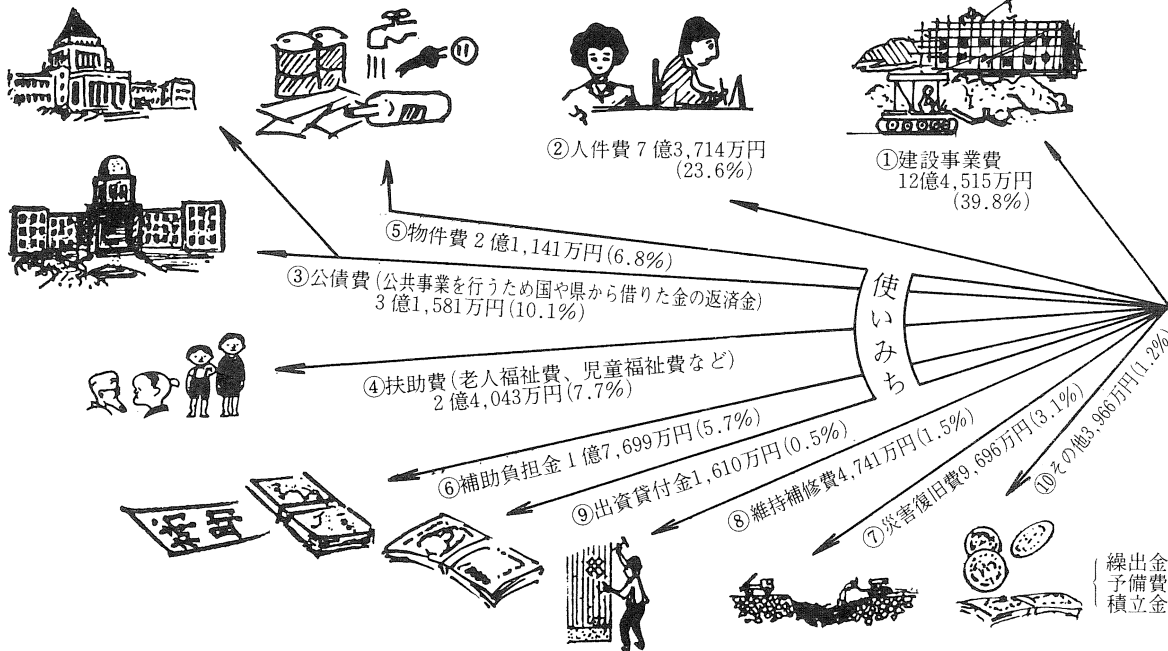 使いみち
①建設事業費
12億4,515万円
(39.8%)
②人件費7億3,714万円
(23.6%)
⑤物件費2億1,141万円(6.8%)
③公債費(公共事業を行うため国や県から借りた金の返済金)
3億1,581万円(10.1%)
④扶助費(老人福祉費、児童福祉費など)
2億4,043万円(7.7%)
⑥補助負担金1億7,699万円(5.7%)
⑨出資貸付金1,610万円(0.5%)
⑧維持補修費4,741万円(1.5%)
⑦災害復旧費9,696万円(3.1%)
⑩その他3,966万円(1.2%)
繰出金
予備費
積立金